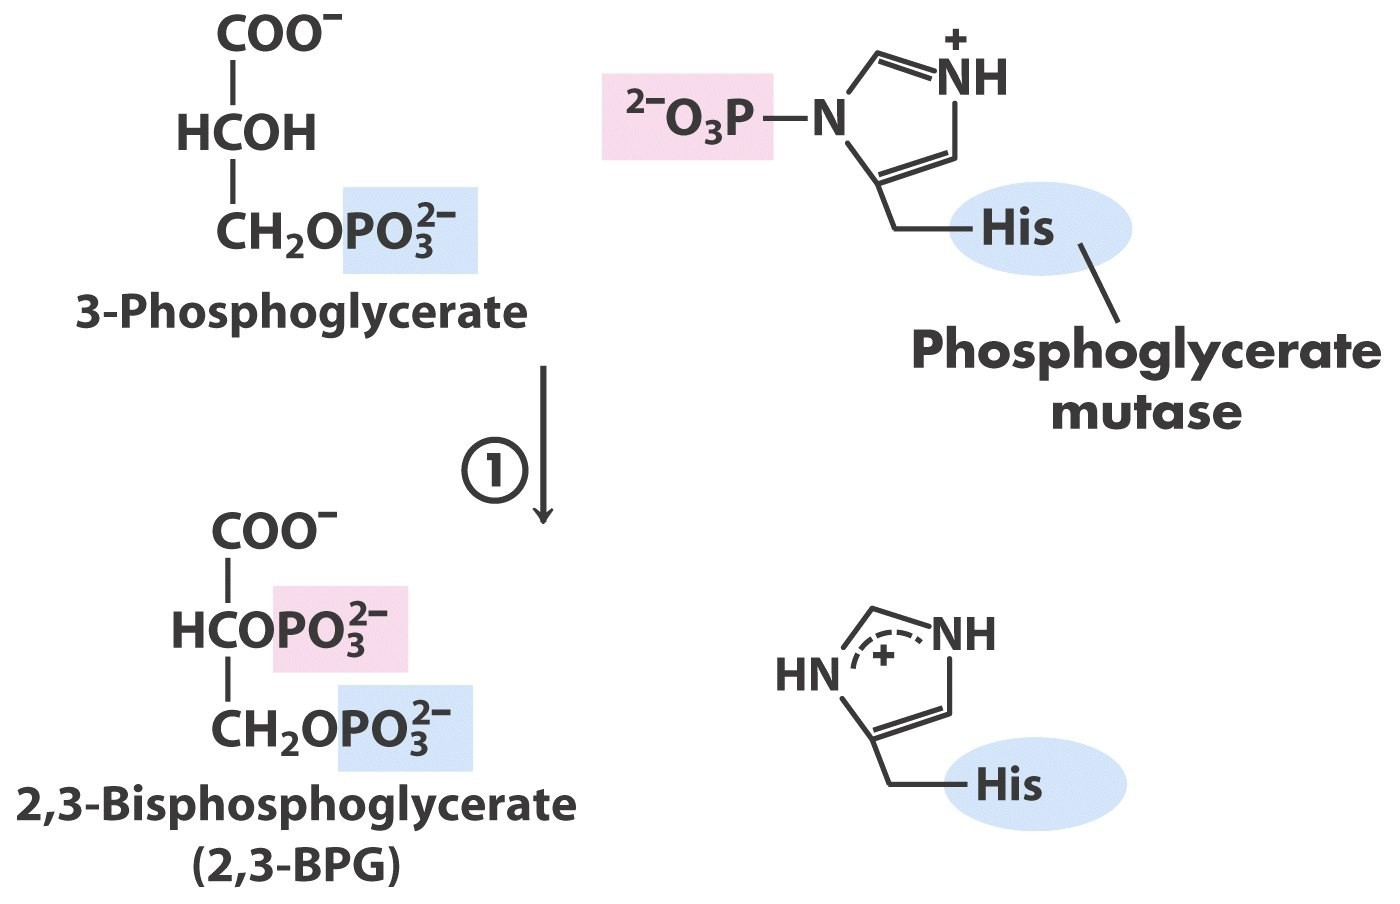 COO⁻
HCOH
CH₂OPO₃²⁻
3-Phosphoglycerate
+
NH
²⁻O₃P
N
His
Phosphoglycerate
mutase
1
COO⁻
HCOPO₃²⁻
CH₂OPO₃²⁻
2,3-Bisphosphoglycerate
(2,3-BPG)
NH
+
HN
His